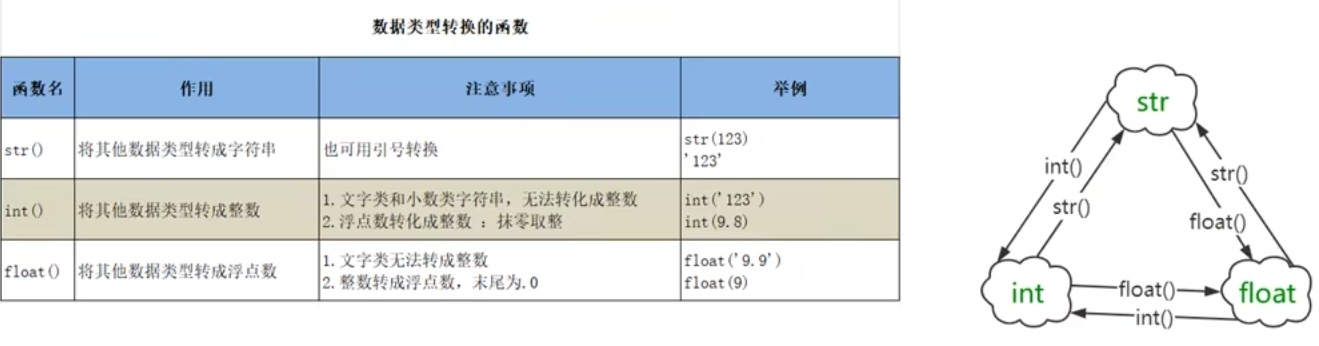 数据类型转换的函数
函数名 作用 注意事项 举例
str() 将其他数据类型转成字符串 也可用引号转换 str(123)
'123'
int() 将其他数据类型转成整数 1.文字类和小数类字符串，无法转化成整数 int('123')
2.浮点数转化成整数 ：抹零取整 int(9.8)
float() 将其他数据类型转成浮点数 1.文字类无法转成整数 float('9.9')
2.整数转成浮点数，末尾为.0 float(9)
str
int()
str()
str()
float()
int
float()
float
int()